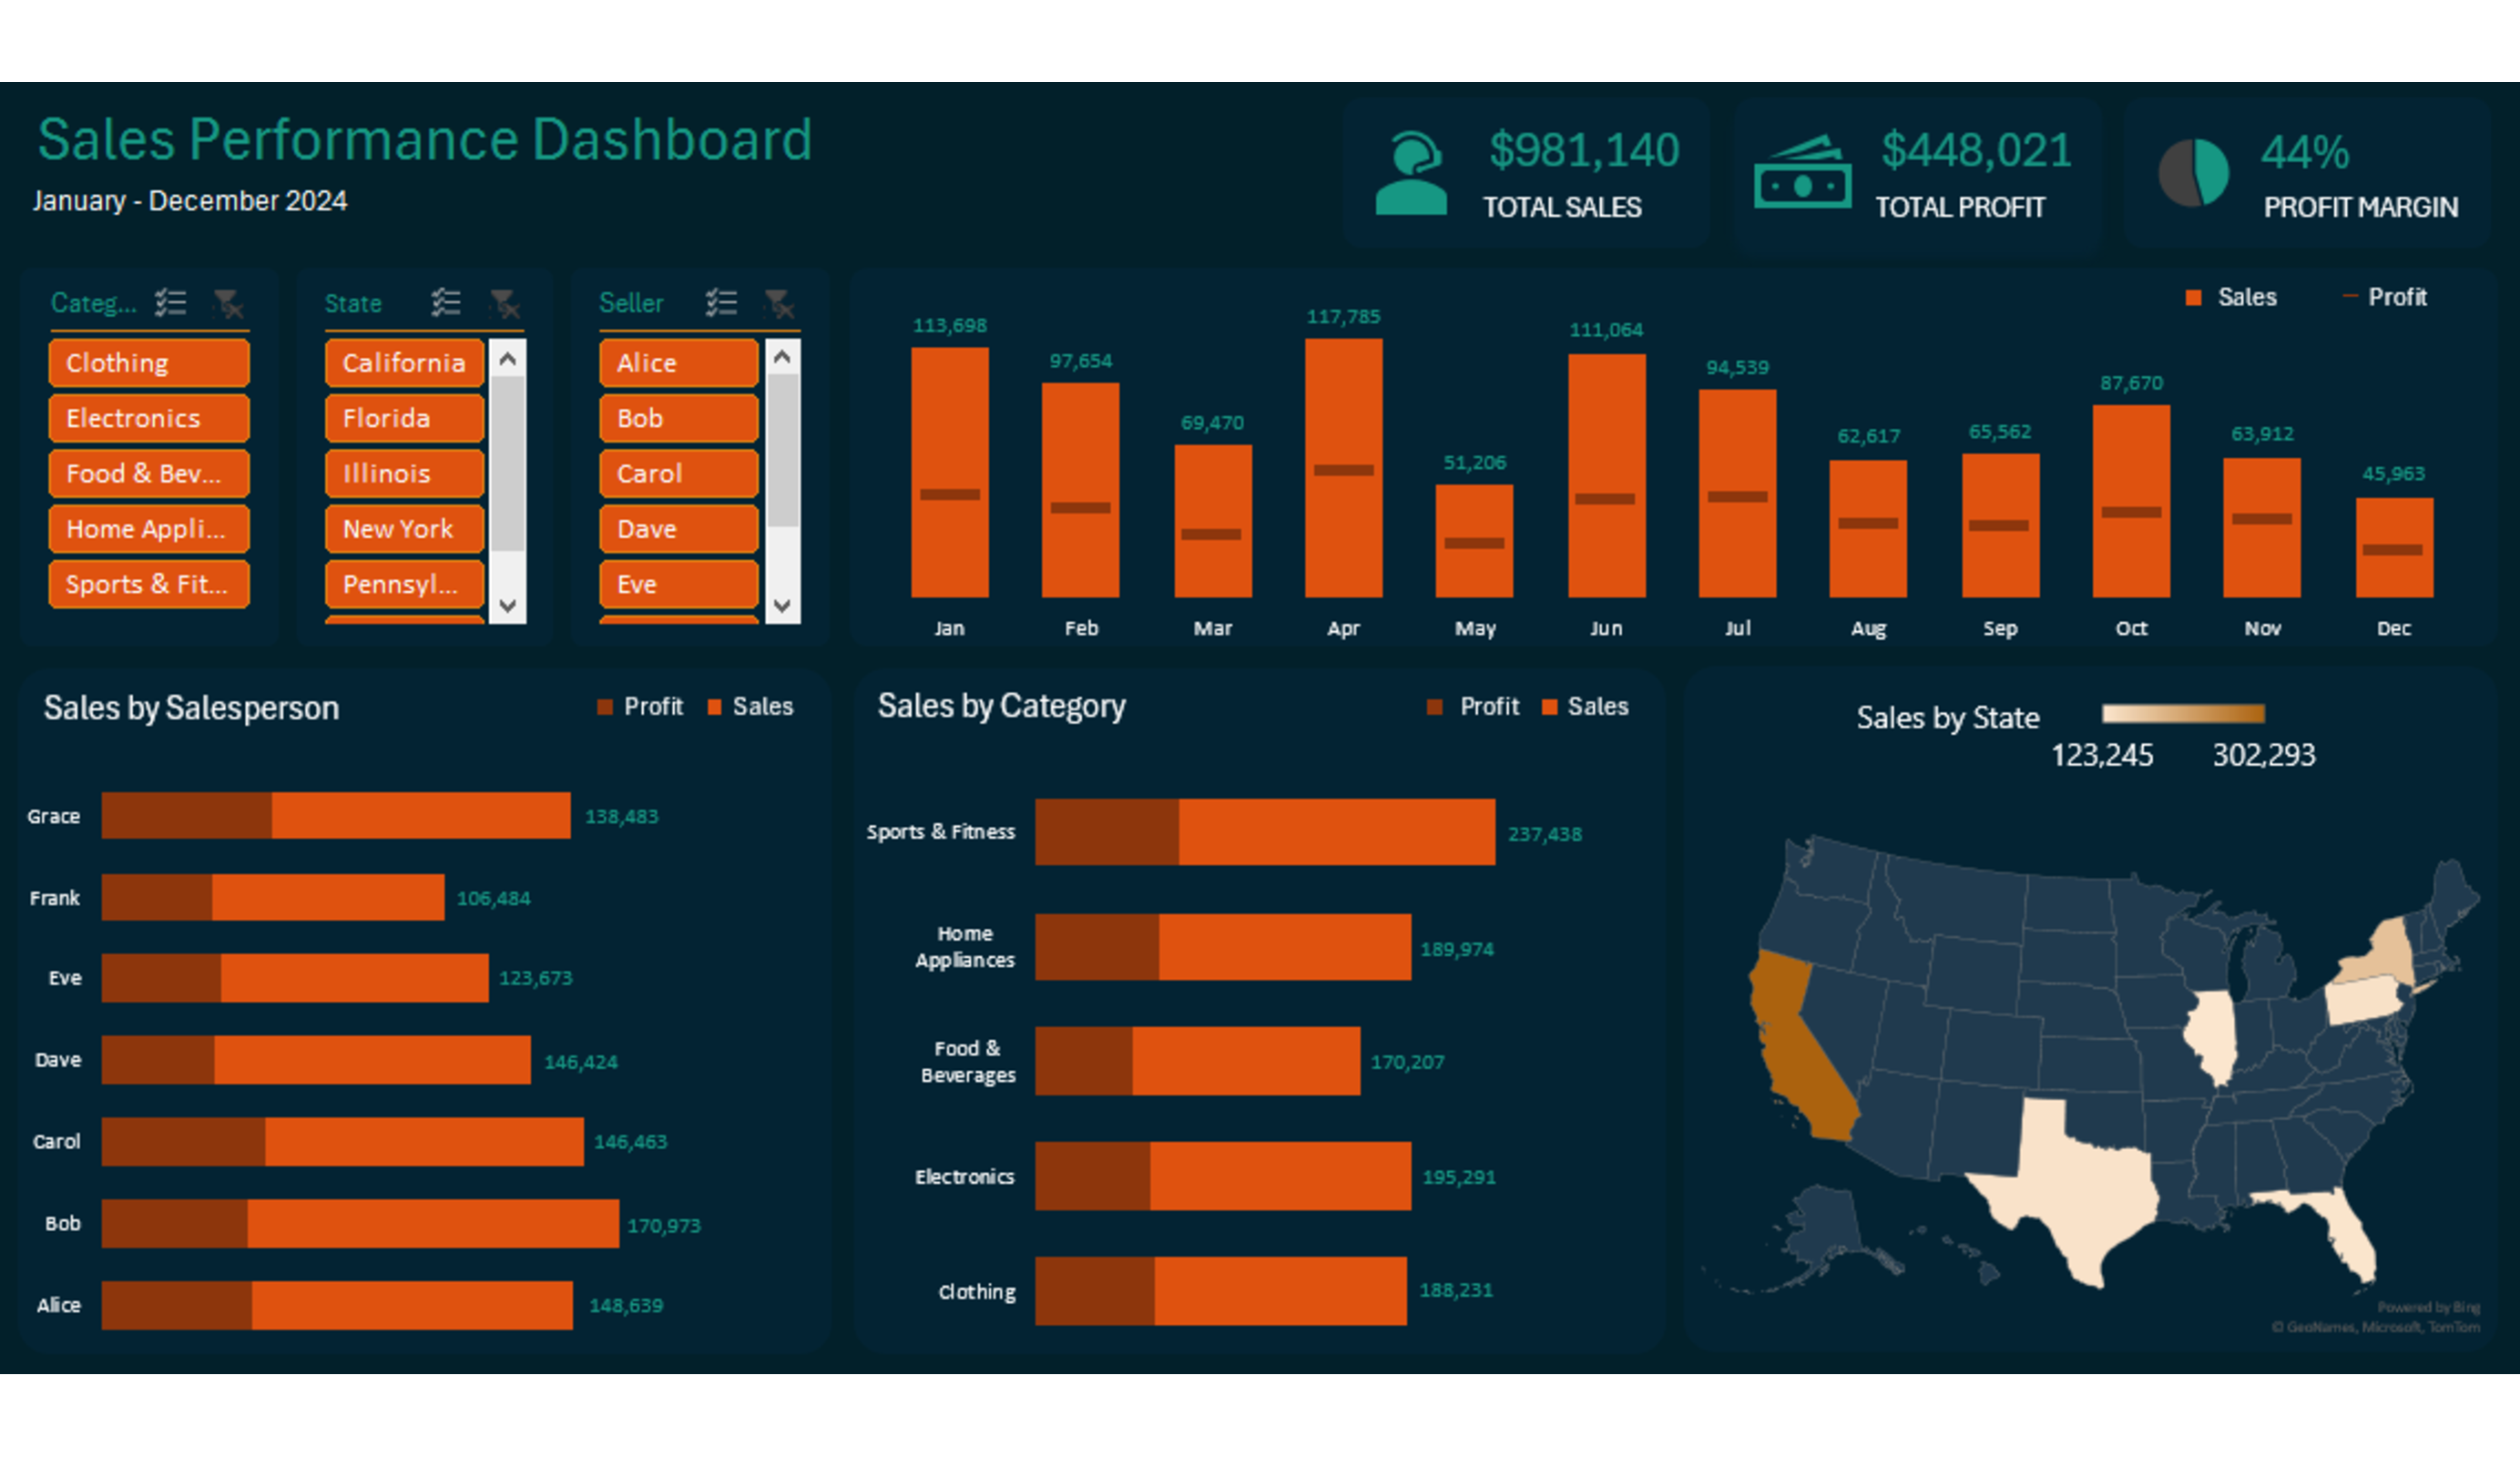 Sales Performance Dashboard
January - December 2024
$981,140
TOTAL SALES
$448,021
TOTAL PROFIT
44%
PROFIT MARGIN
Categ...
Clothing
Electronics
Food & Bev...
Home Appli...
Sports & Fit...
State
California
Florida
Illinois
New York
Pennsyl...
Seller
Alice
Bob
Carol
Dave
Eve
Sales Profit
113,698 97,654 69,470 117,785 51,206 111,064 94,539 62,617 65,562 87,670 63,912 45,963
Jan Feb Mar Apr May Jun Jul Aug Sep Oct Nov Dec
Sales by Salesperson
Profit Sales
Grace 138,483
Frank 106,484
Eve 123,673
Dave 146,424
Carol 146,463
Bob 170,973
Alice 148,639
Sales by Category
Profit Sales
Sports & Fitness 237,438
Home
Appliances 189,974
Food &
Beverages 170,207
Electronics 195,291
Clothing 188,231
Sales by State
123,245 302,293
Powered by Bing
© GeoNames, Microsoft, TomTom